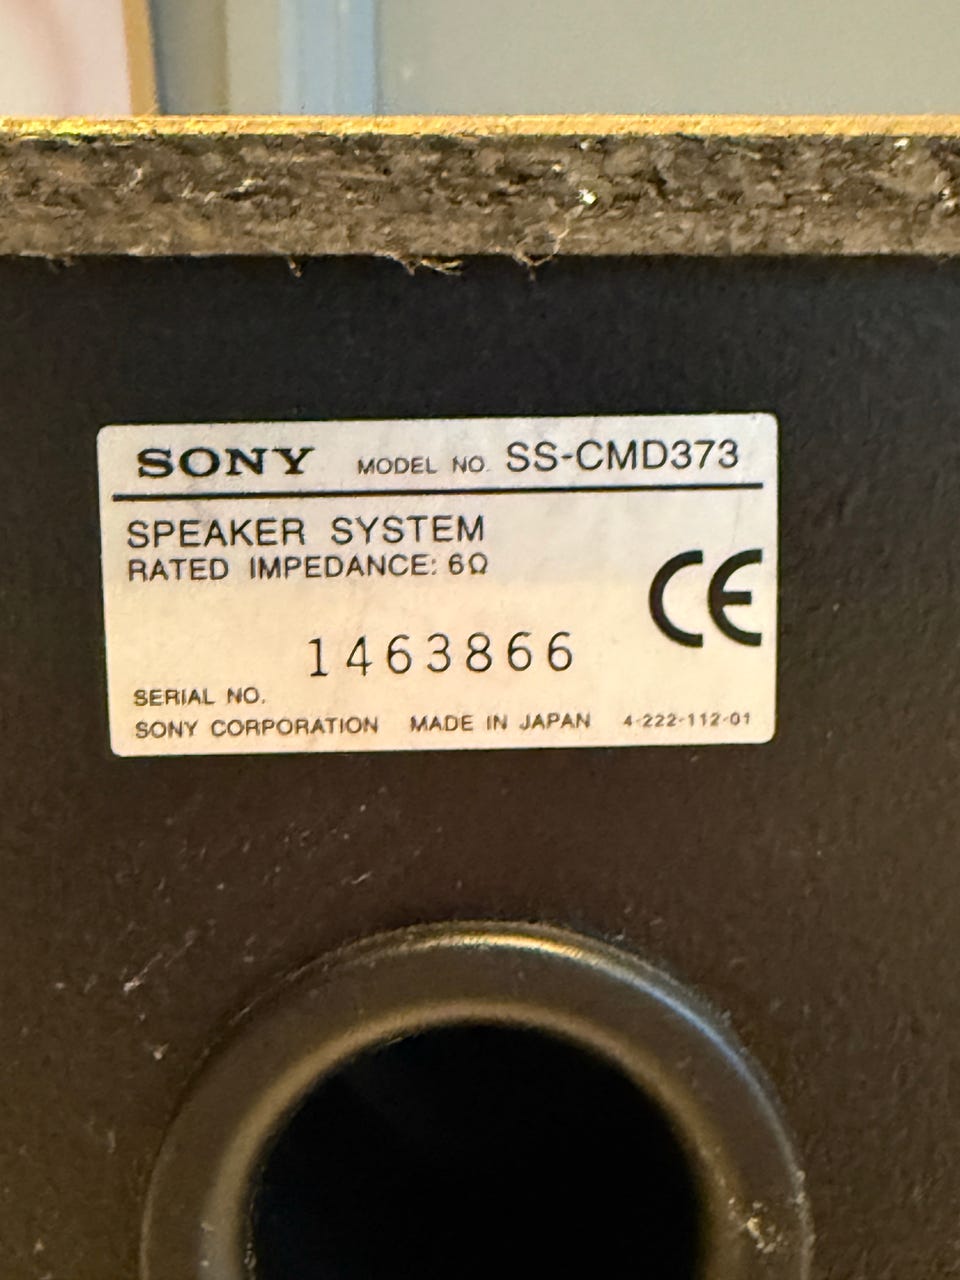 SONY MODEL NO. SS-CMD373
SPEAKER SYSTEM
RATED IMPEDANCE: 6Ω
CE
1463866
SERIAL NO.
SONY CORPORATION MADE IN JAPAN 4-222-112-01